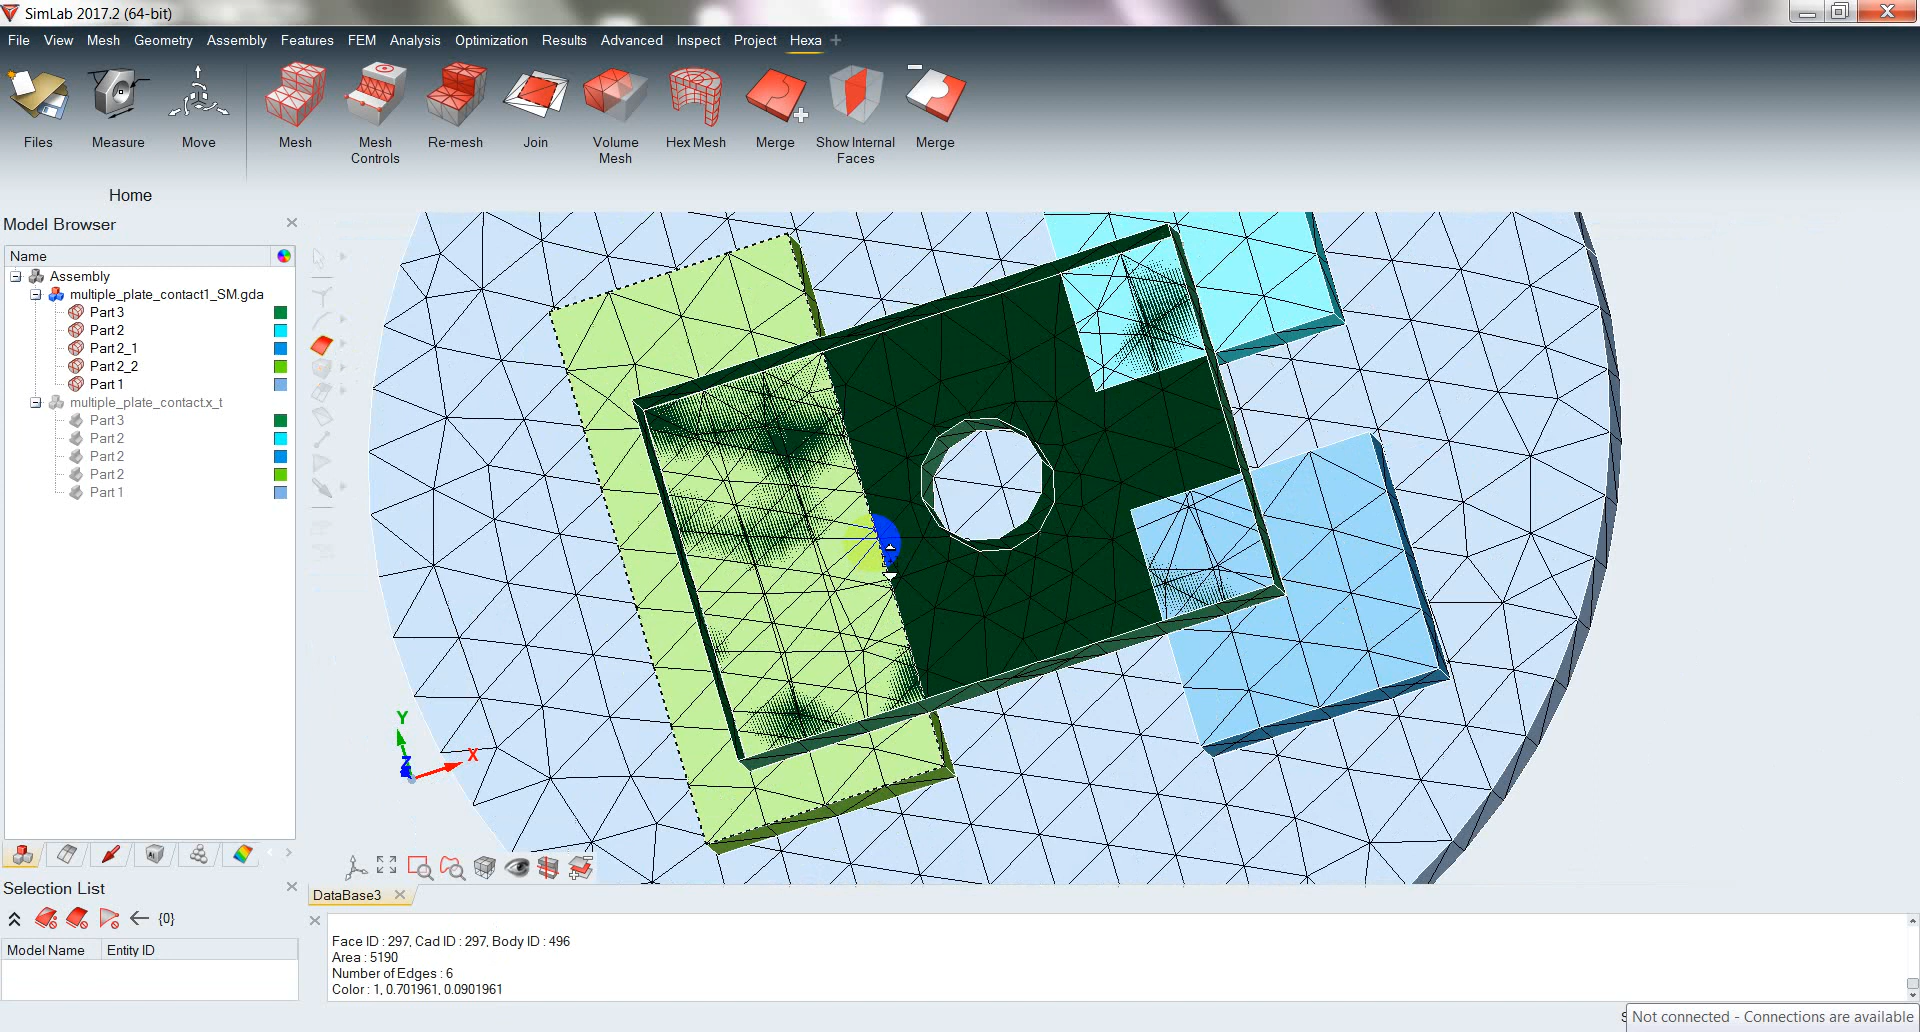 SimLab 2017.2 (64-bit)
File View Mesh Geometry Assembly Features FEM Analysis Optimization Results Advanced Inspect Project Hexa +
Files Measure Move Mesh Mesh Controls Re-mesh Join Volume Mesh Hex Mesh Merge Show Internal Faces Merge
Home
Model Browser
Name
Assembly
multiple_plate_contact1_SM.gda
Part 3
Part 2
Part 2_1
Part 2_2
Part 1
multiple_plate_contact.x_t
Part 3
Part 2
Part 2
Part 2
Part 1
Y
X
Z
Selection List
{0}
Model Name Entity ID
DataBase3
Face ID : 297, Cad ID : 297, Body ID : 496
Area : 5190
Number of Edges : 6
Color : 1, 0.701961, 0.0901961
Not connected - Connections are available